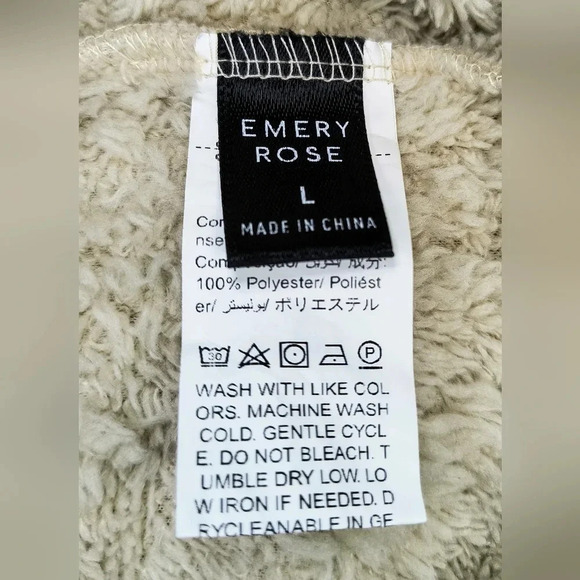 EMERY
ROSE
L
MADE IN CHINA
100% Polyester/ Poliést
er/ بوليستر/ ポリエステル
30
P
WASH WITH LIKE COL
ORS. MACHINE WASH
COLD. GENTLE CYCL
E. DO NOT BLEACH. T
UMBLE DRY LOW. LO
W IRON IF NEEDED. D
RYCLEANABLE IN GE